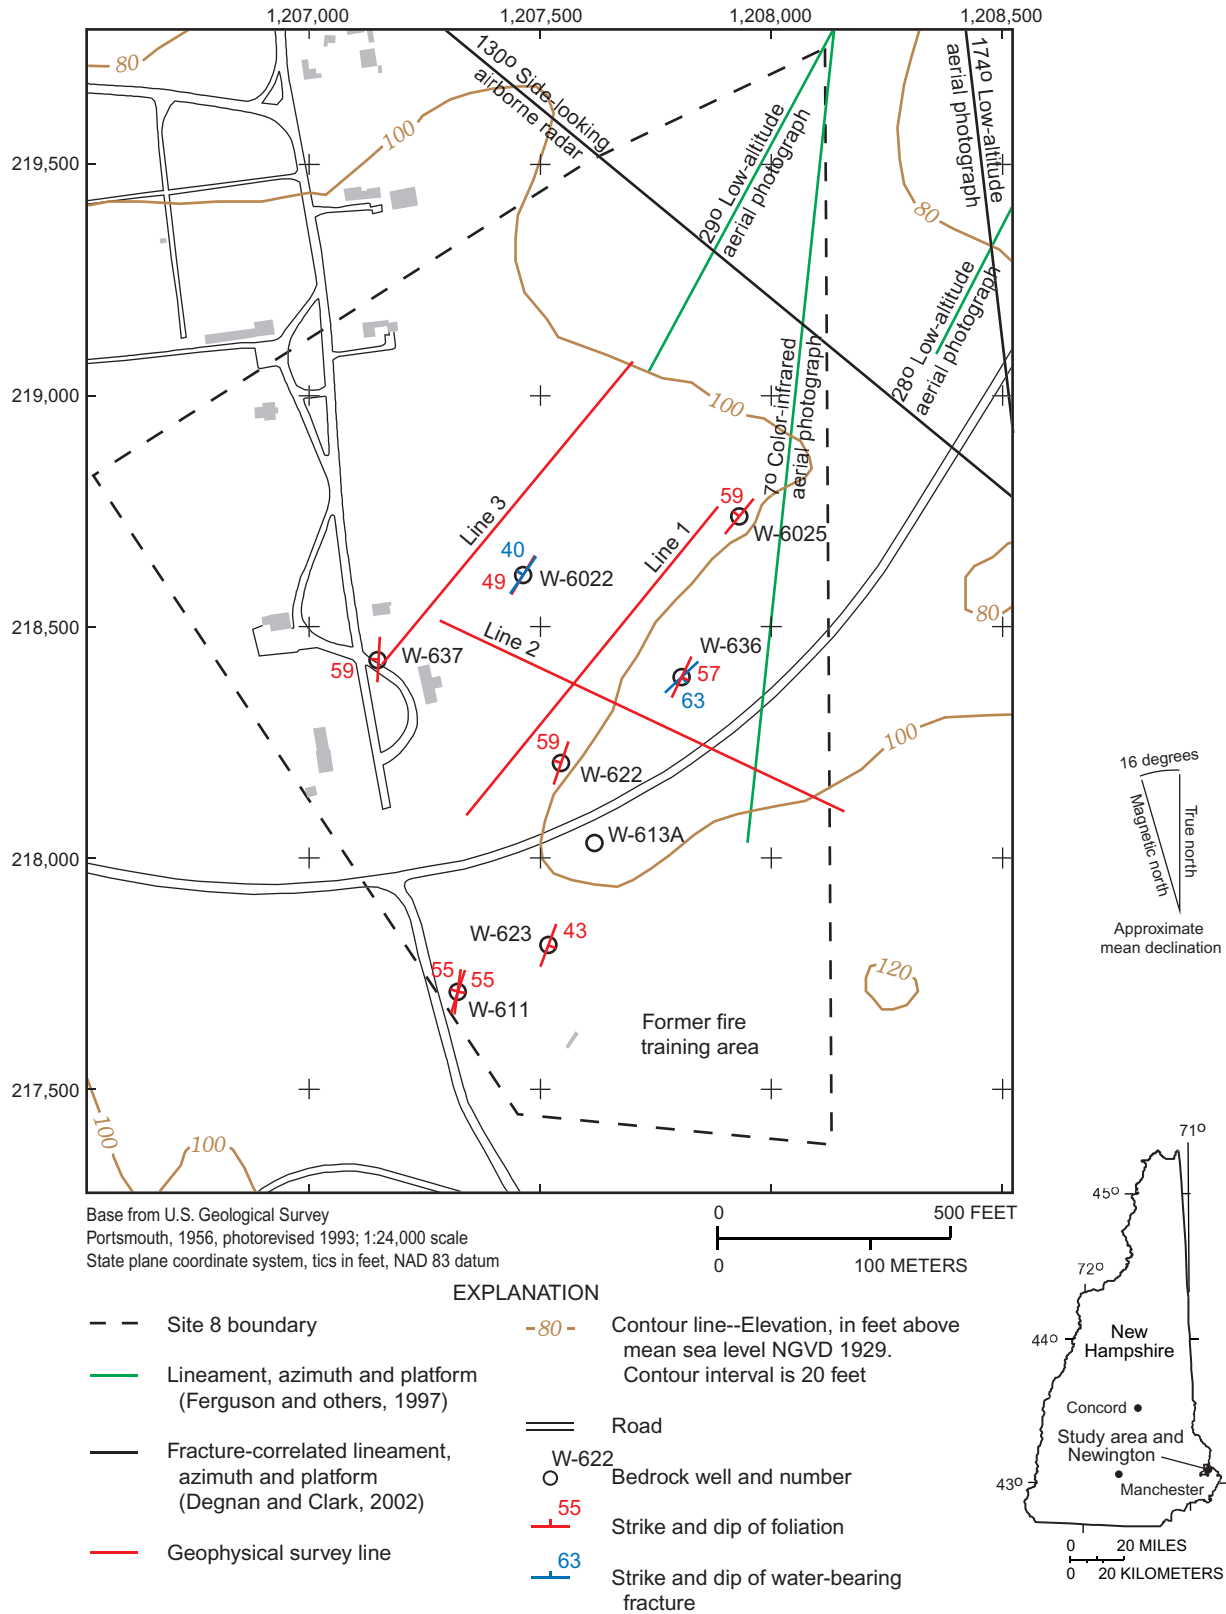 1,207,000
1,207,500
1,208,000
1,208,500
219,500
219,000
218,500
218,000
217,500
80
100
130o Side-looking
airborne radar
29o Low-altitude
aerial photograph
174o Low-altitude
aerial photograph
80
28o Low-altitude
aerial photograph
7o Color-infrared
aerial photograph
100
Line 3
Line 1
59
W-6025
40
49
W-6022
80
Line 2
W-636
57
63
W-637
59
59
W-622
100
W-613A
W-623
43
55
55
W-611
120
Former fire
training area
100
100
16 degrees
Magnetic north
True north
Approximate
mean declination
Base from U.S. Geological Survey
Portsmouth, 1956, photorevised 1993; 1:24,000 scale
State plane coordinate system, tics in feet, NAD 83 datum
0
500 FEET
0
100 METERS
EXPLANATION
Site 8 boundary
Lineament, azimuth and platform
(Ferguson and others, 1997)
Fracture-correlated lineament,
azimuth and platform
(Degnan and Clark, 2002)
Geophysical survey line
80
Contour line--Elevation, in feet above
mean sea level NGVD 1929.
Contour interval is 20 feet
Road
W-622
Bedrock well and number
55
Strike and dip of foliation
63
Strike and dip of water-bearing
fracture
71o
45o
72o
44o
New
Hampshire
Concord
Study area and
Newington
Manchester
43o
0
20 MILES
0
20 KILOMETERS